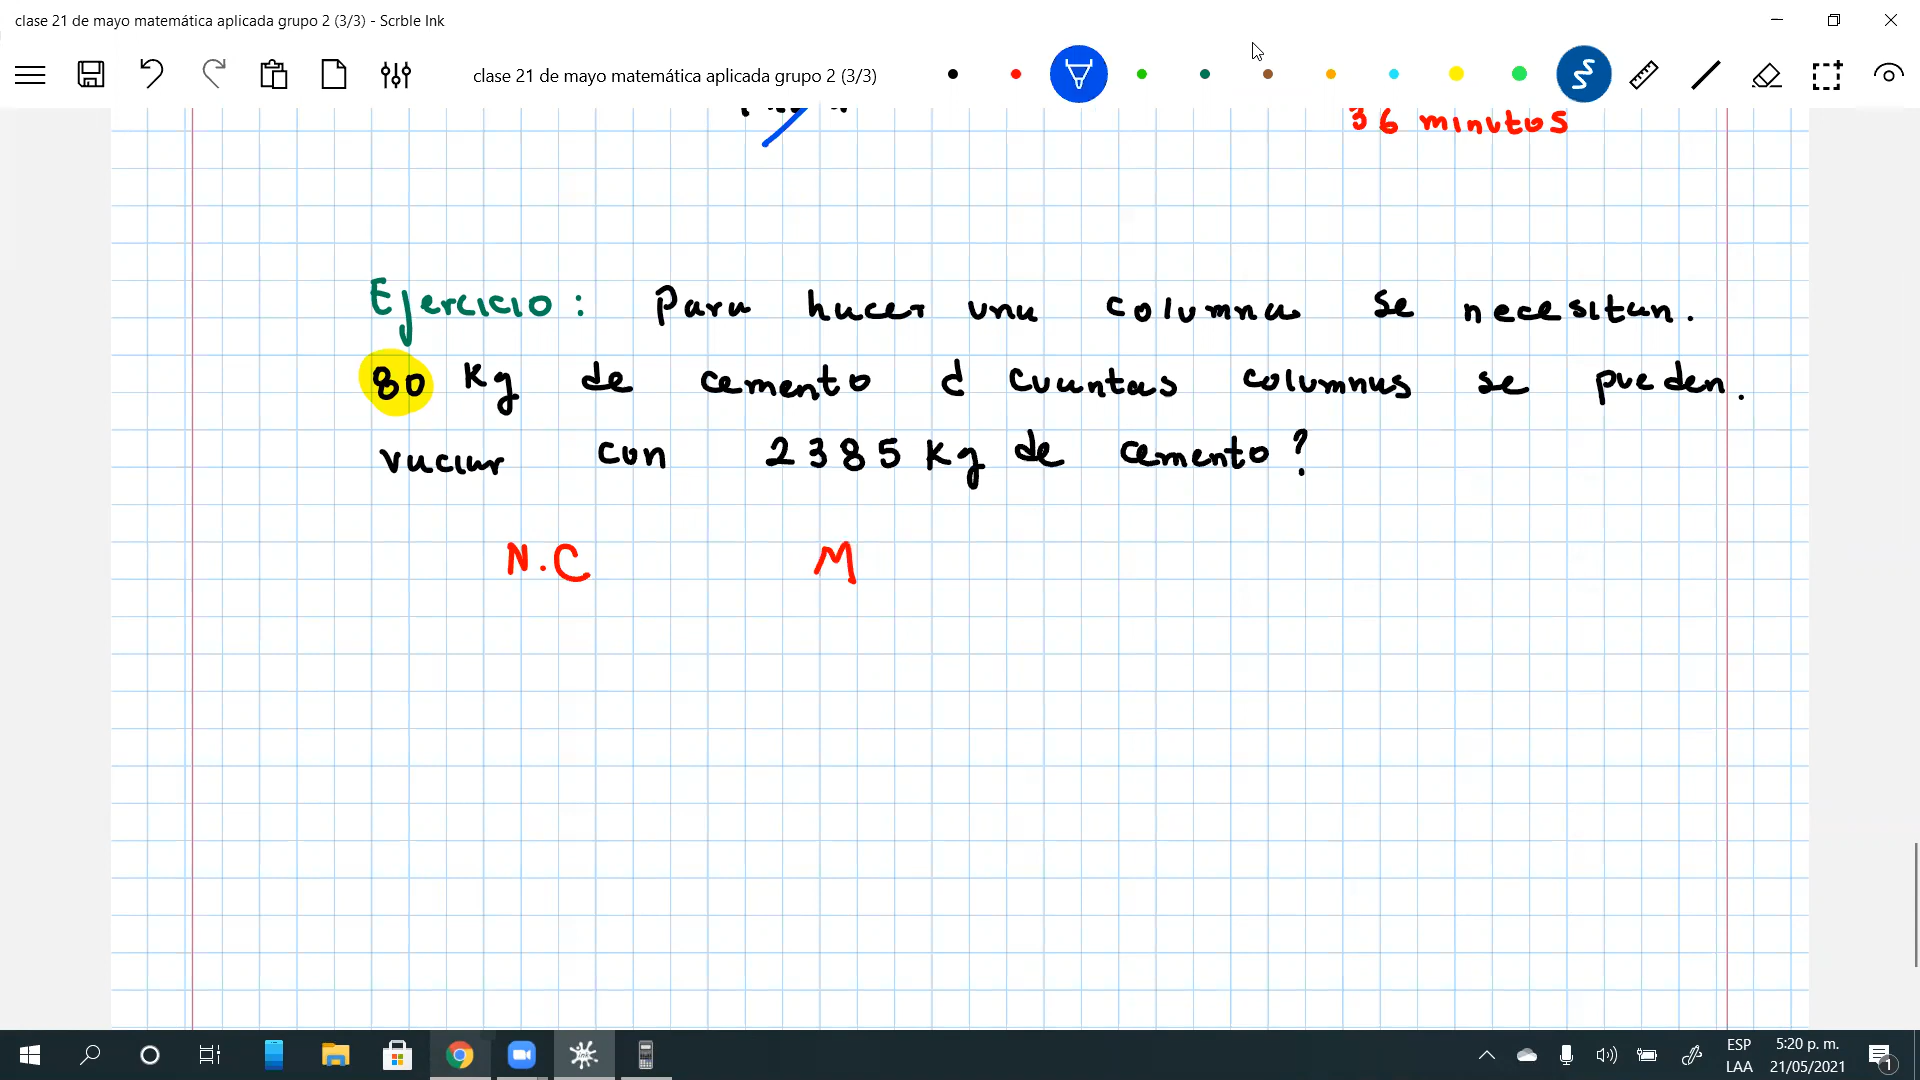 clase 21 de mayo matemática aplicada grupo 2 (3/3) - Scrble Ink
clase 21 de mayo matemática aplicada grupo 2 (3/3)
36 minutos
Ejercicio: Para hacer una columna se necesitan.
80 Kg de cemento ¿ cuantas columnas se pueden.
vaciar con 2385 Kg de cemento?
N.C M
ESP 5:20 p. m.
LAA 21/05/2021 1